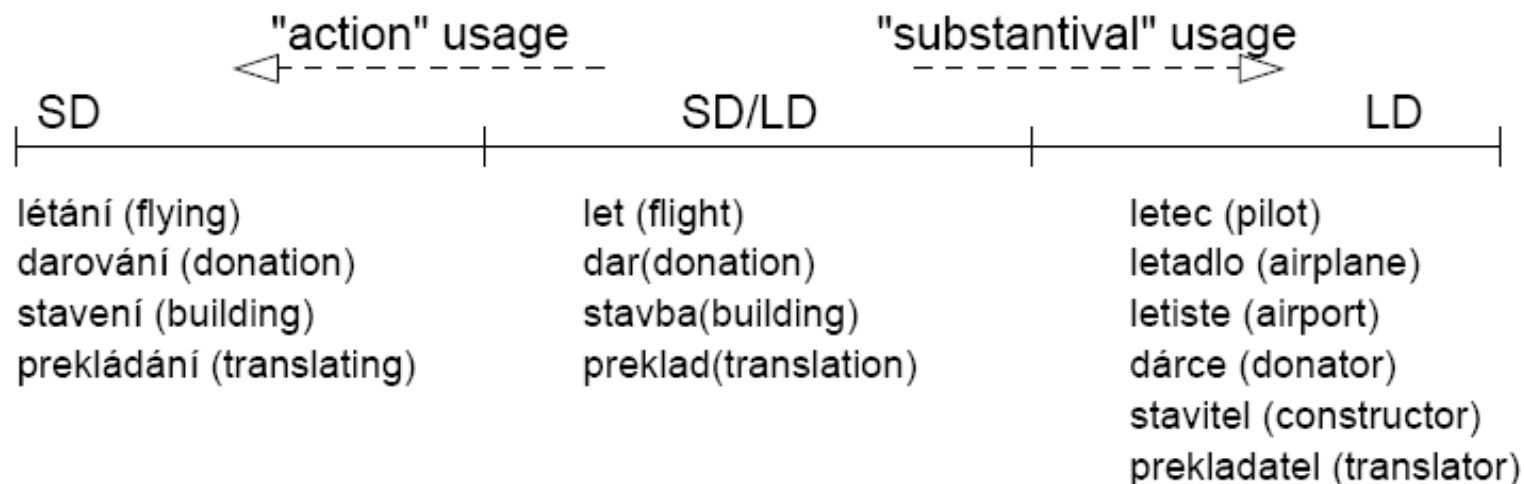 "action" usage "substantival" usage
SD SD/LD LD
létání (flying) let (flight) letec (pilot)
darování (donation) dar(donation) letadlo (airplane)
stavení (building) stavba(building) letiste (airport)
prekládání (translating) preklad(translation) dárce (donator)
stavitel (constructor)
prekladatel (translator)